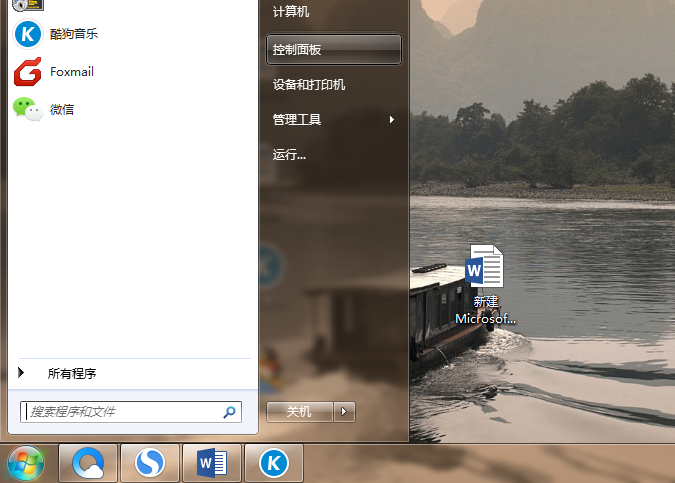 计算机
酷狗音乐
控制面板
Foxmail
设备和打印机
微信
管理工具
运行...
新建
Microsof...
所有程序
搜索程序和文件
关机